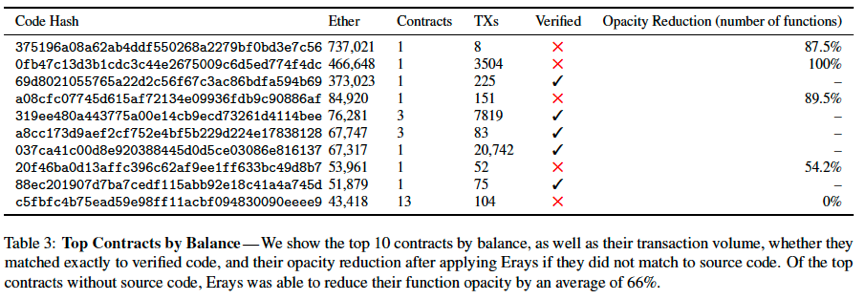 Code Hash Ether Contracts TXs Verified Opacity Reduction (number of functions)
375196a08a62ab4ddf550268a2279bf0bd3e7c56 737,021 1 8 ✗ 87.5%
0fb47c13d3b1cdc3c44e2675009c6d5ed774f4dc 466,648 1 3504 ✗ 100%
69d8021055765a22d2c56f67c3ac86bdfa594b69 373,023 1 225 ✓ –
a08cfc07745d615af72134e09936fdb9c90886af 84,920 1 151 ✗ 89.5%
319ee480a443775a00e14cb9ecd73261d4114bee 76,281 3 7819 ✓ –
a8cc173d9aef2cf752e4bf5b229d224e17838128 67,747 3 83 ✓ –
037ca41c00d8e920388445d0d5ce03086e816137 67,317 1 20,742 ✓ –
20f46ba0d13affc396c62af9ee1ff633bc49d8b7 53,961 1 52 ✗ 54.2%
88ec201907d7ba7cedf115abb92e18c41a4a745d 51,879 1 75 ✓ –
c5fbfc4b75ead59e98ff11acbf094830090eeee9 43,418 13 104 ✗ 0%
Table 3: Top Contracts by Balance — We show the top 10 contracts by balance, as well as their transaction volume, whether they
matched exactly to verified code, and their opacity reduction after applying Erays if they did not match to source code. Of the top
contracts without source code, Erays was able to reduce their function opacity by an average of 66%.